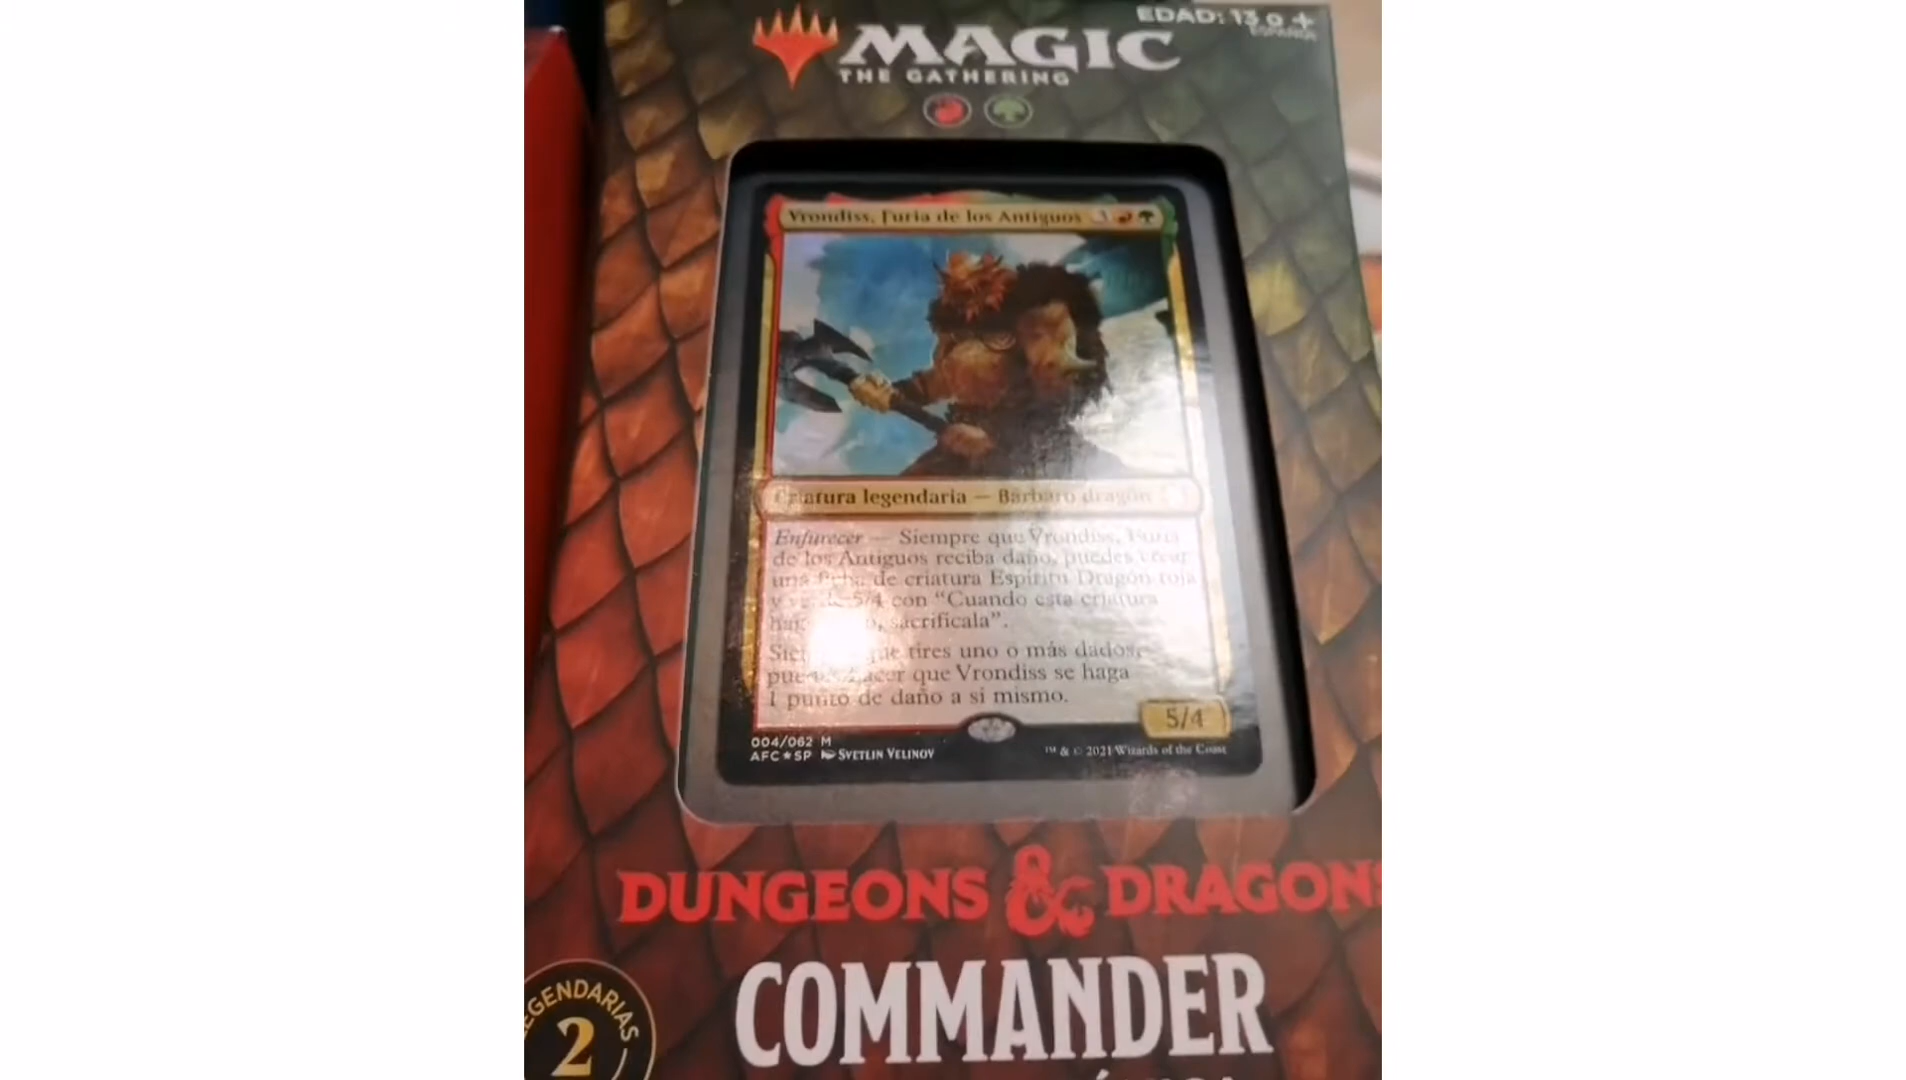 EDAD: 13 o +
ESPAÑOL
MAGIC
THE GATHERING
Vrondiss, Furia de los Antiguos 3
Criatura legendaria — Bárbaro dragón
Enfurecer — Siempre que Vrondiss, Furia
de los Antiguos reciba daño, puedes crear
una ficha de criatura Espíritu Dragón roja
y 5/4 con “Cuando esta criatura
sacrifícala”.
que tires uno o más dados,
hacer que Vrondiss se haga
1 punto de daño a sí mismo.
5/4
004/062 M
AFC★SP SVETLIN VELINOV
™ & © 2021 Wizards of the Coast
DUNGEONS & DRAGONS
COMMANDER
LEGENDARIAS
2